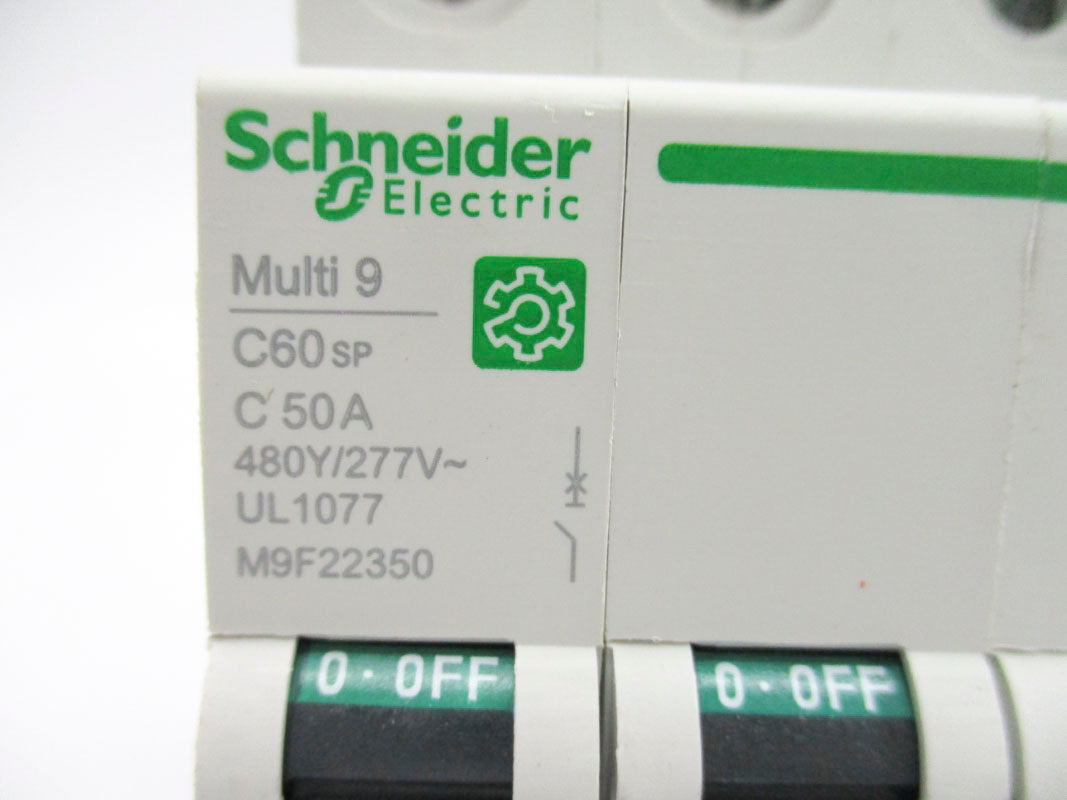 Schneider
Electric
Multi 9
C60SP
C 50A
480Y/277V~
UL1077
M9F22350
0 · OFF
0 · OFF